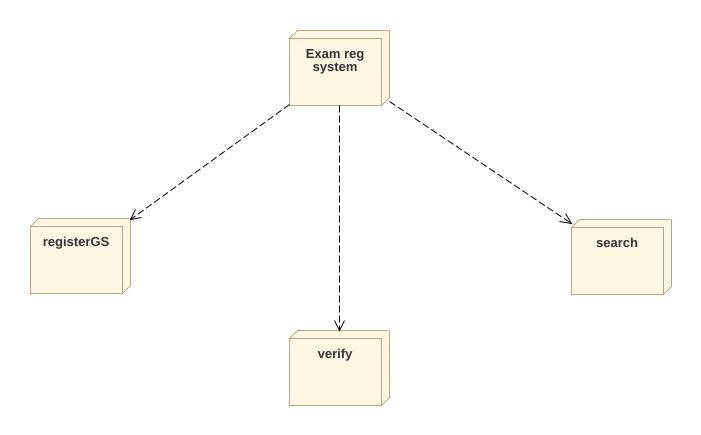 Exam reg
system
registerGS
search
verify